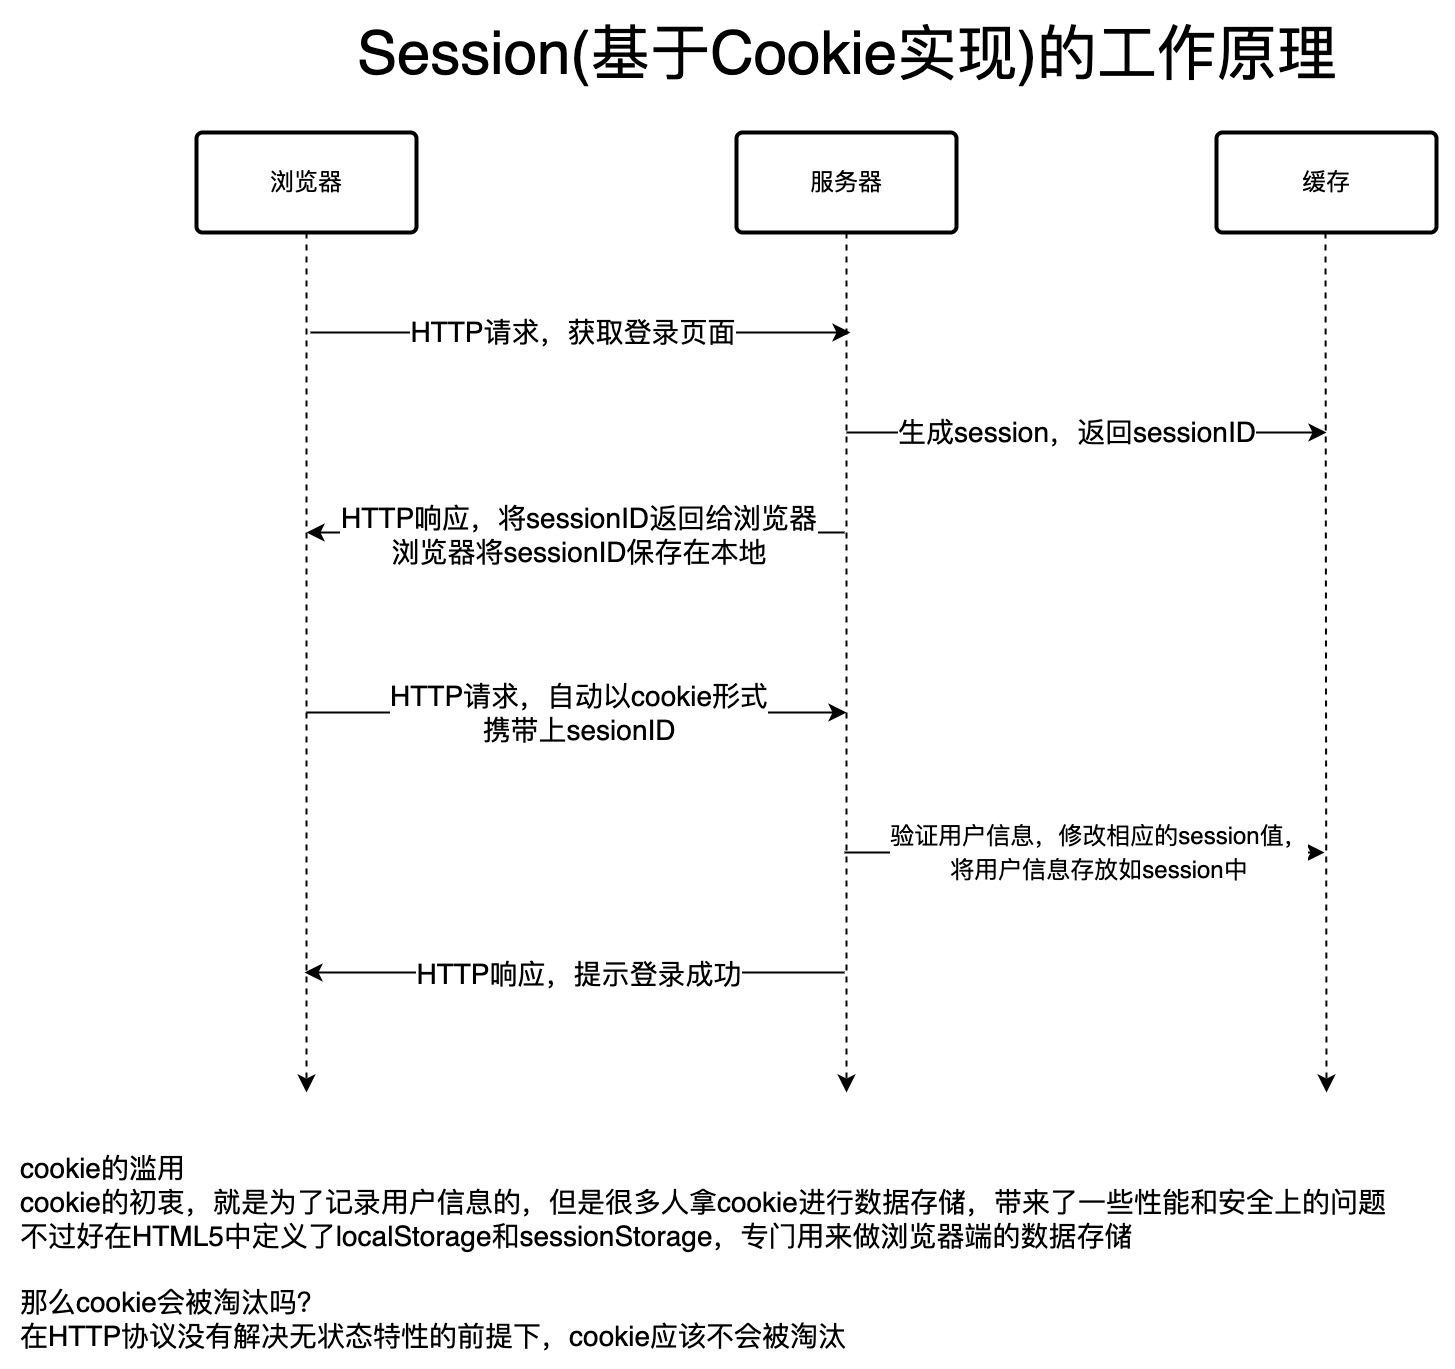 Session(基于Cookie实现)的工作原理
浏览器
服务器
缓存
HTTP请求，获取登录页面
生成session，返回sessionID
HTTP响应，将sessionID返回给浏览器
浏览器将sessionID保存在本地
HTTP请求，自动以cookie形式
携带上sesionID
验证用户信息，修改相应的session值，
将用户信息存放如session中
HTTP响应，提示登录成功
cookie的滥用
cookie的初衷，就是为了记录用户信息的，但是很多人拿cookie进行数据存储，带来了一些性能和安全上的问题
不过好在HTML5中定义了localStorage和sessionStorage，专门用来做浏览器端的数据存储
那么cookie会被淘汰吗？
在HTTP协议没有解决无状态特性的前提下，cookie应该不会被淘汰